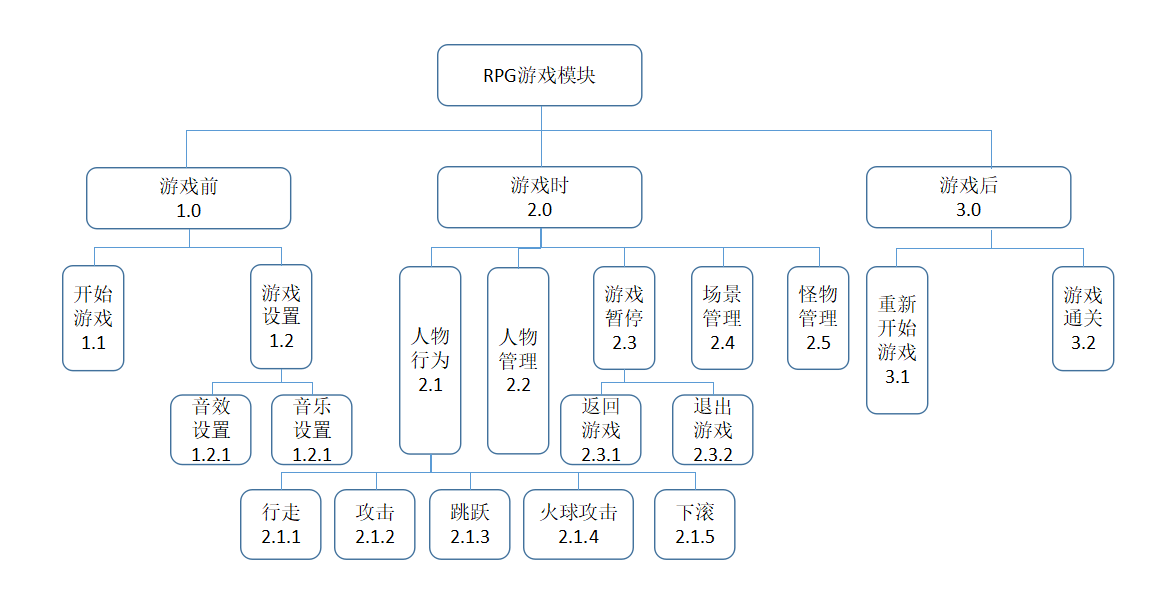 RPG游戏模块
游戏前
1.0
游戏时
2.0
游戏后
3.0
开始
游戏
1.1
游戏
设置
1.2
人物
行为
2.1
人物
管理
2.2
游戏
暂停
2.3
场景
管理
2.4
怪物
管理
2.5
重新
开始
游戏
3.1
游戏
通关
3.2
音效
设置
1.2.1
音乐
设置
1.2.1
返回
游戏
2.3.1
退出
游戏
2.3.2
行走
2.1.1
攻击
2.1.2
跳跃
2.1.3
火球攻击
2.1.4
下滚
2.1.5